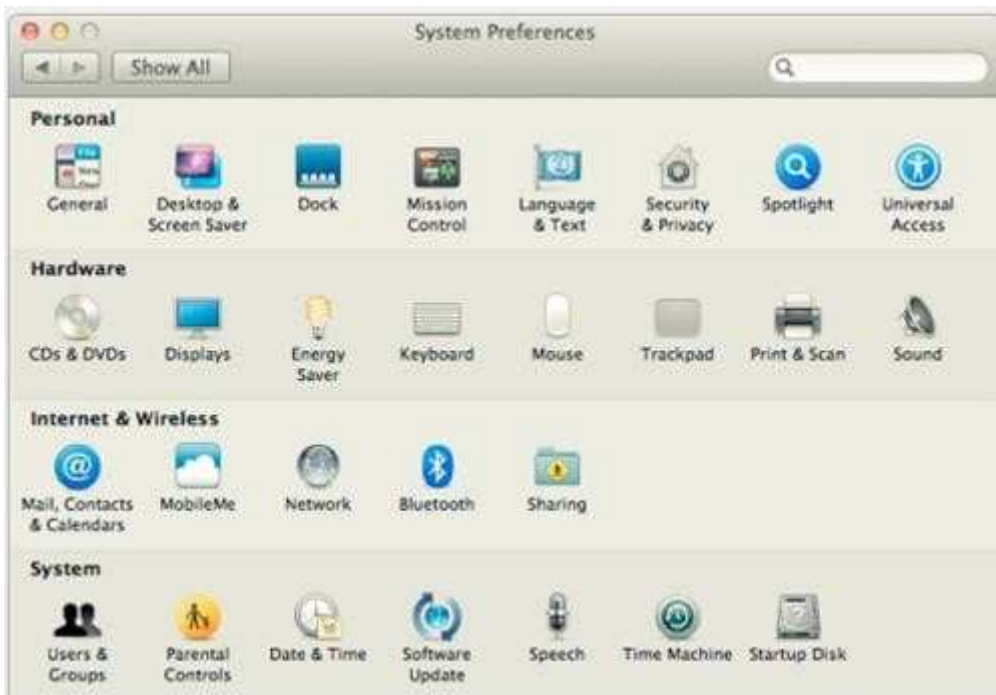 System Preferences
Show All
Personal
General
Desktop &
Screen Saver
Dock
Mission
Control
Language
& Text
Security
& Privacy
Spotlight
Universal
Access
Hardware
CDs & DVDs
Displays
Energy
Saver
Keyboard
Mouse
Trackpad
Print & Scan
Sound
Internet & Wireless
Mail, Contacts
& Calendars
MobileMe
Network
Bluetooth
Sharing
System
Users &
Groups
Parental
Controls
Date & Time
Software
Update
Speech
Time Machine
Startup Disk